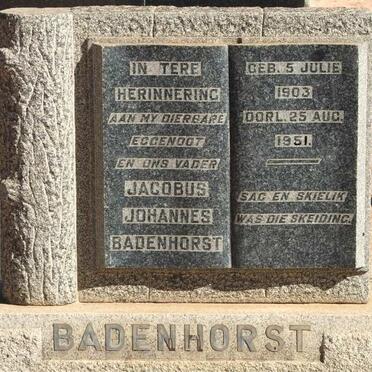 IN TERE
HERINNERING
AAN MY DIERBARE
EGGENOOT
EN ONS VADER
JACOBUS
JOHANNES
BADENHORST
GEB. 5 JULIE
1903
OORL. 25 AUG.
1951.
SAG EN SKIELIK
WAS DIE SKEIDING.
BADENHORST